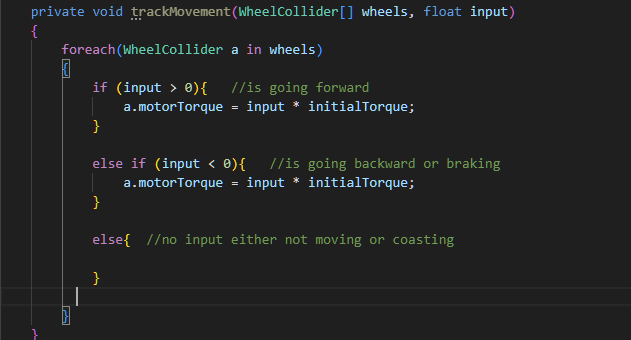 private void trackMovement(WheelCollider[] wheels, float input)
{
foreach(WheelCollider a in wheels)
{
if (input > 0){ //is going forward
a.motorTorque = input * initialTorque;
}
else if (input < 0){ //is going backward or braking
a.motorTorque = input * initialTorque;
}
else{ //no input either not moving or coasting
}
}
}